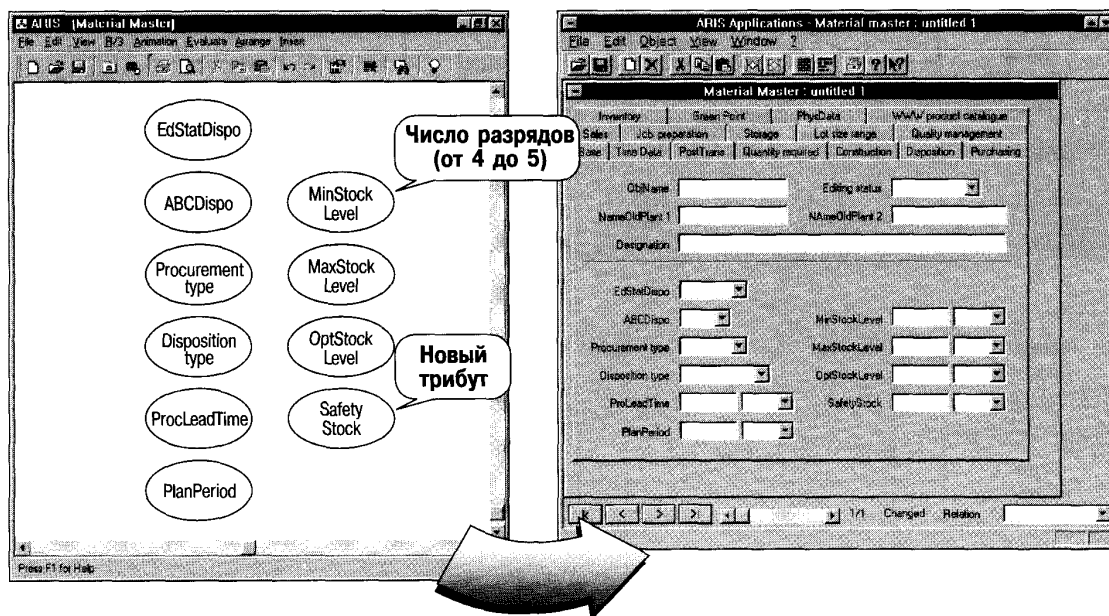 ARIS - [Material Master]
File Edit View R/3 Animation Evaluate Arrange Insert
EdStatDispo
ABCDispo
MinStock
Level
Procurement
type
MaxStock
Level
Disposition
type
OptStock
Level
ProcLeadTime
Safety
Stock
PlanPeriod
Press F1 for Help
Число разрядов
(от 4 до 5)
Новый
трибут
ARIS Applications - Material master : untitled 1
File Edit Object View Window ?
Material Master : untitled 1
Inventory Green Point PhysData WWW product catalogue
Sales Job preparation Storage Lot size range Quality management
Base Time Data PostTrans Quantity required Construction Disposition Purchasing
ObjName Editing status
NameOldPlant 1 NAmeOldPlant 2
Designation
EdStatDispo
ABCDispo MinStockLevel
Procurement type MaxStockLevel
Disposition type OptStockLevel
ProLeadTime SafetyStock
PlanPeriod
1/1 Changed Relation